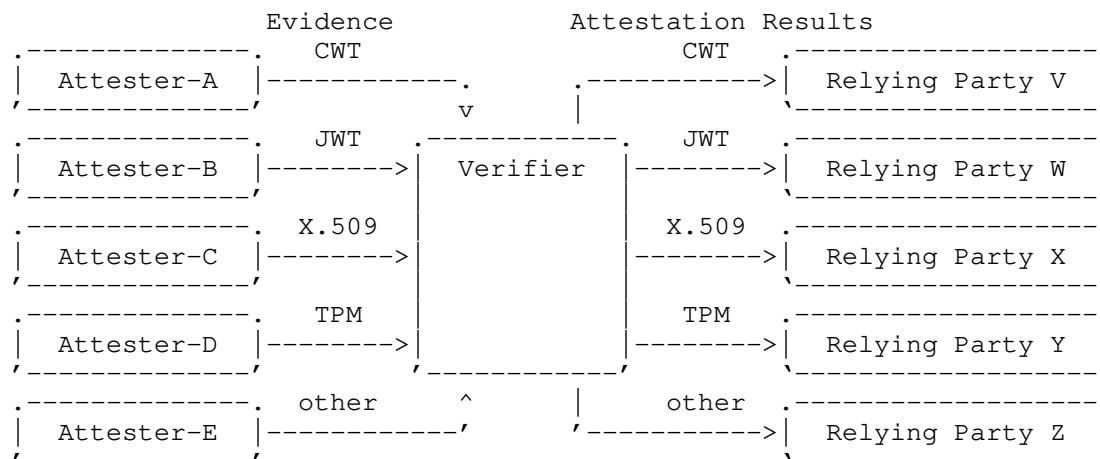 Evidence Attestation Results
CWT CWT
Attester-A Relying Party V
v
JWT JWT
Attester-B Verifier Relying Party W
X.509 X.509
Attester-C Relying Party X
TPM TPM
Attester-D Relying Party Y
other ^ other
Attester-E Relying Party Z